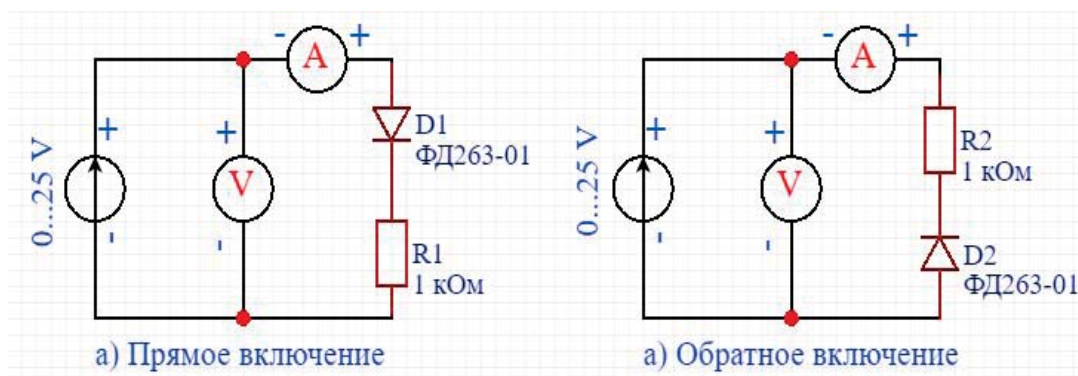 - A +
+
0...25 V
-
+
V
-
D1
ФД263-01
R1
1 кОм
а) Прямое включение
- A +
+
0...25 V
-
+
V
-
R2
1 кОм
D2
ФД263-01
а) Обратное включение